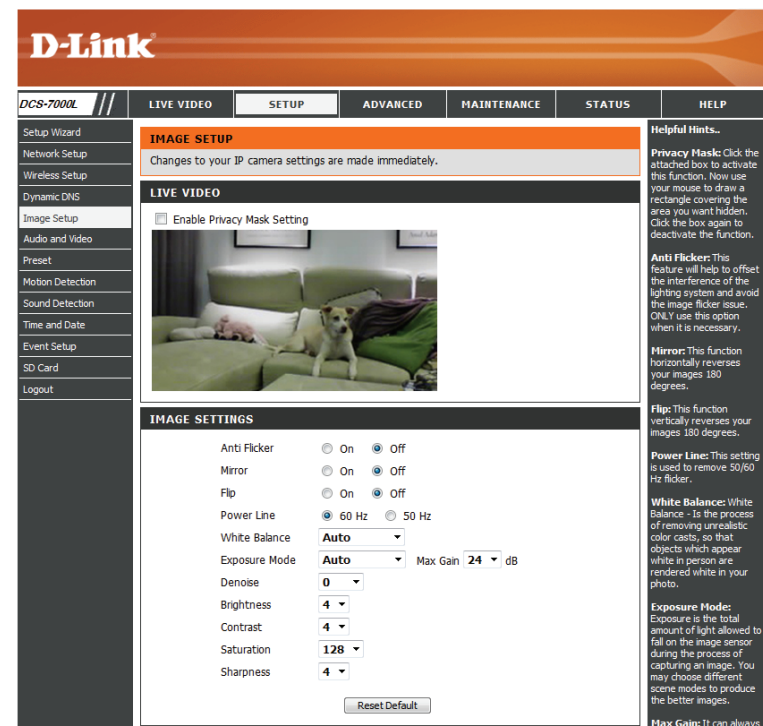 D-Link
DCS-7000L
LIVE VIDEO
SETUP
ADVANCED
MAINTENANCE
STATUS
HELP
Setup Wizard
Network Setup
Wireless Setup
Dynamic DNS
Image Setup
Audio and Video
Preset
Motion Detection
Sound Detection
Time and Date
Event Setup
SD Card
Logout
IMAGE SETUP
Changes to your IP camera settings are made immediately.
LIVE VIDEO
Enable Privacy Mask Setting
IMAGE SETTINGS
Anti Flicker On Off
Mirror On Off
Flip On Off
Power Line 60 Hz 50 Hz
White Balance Auto
Exposure Mode Auto Max Gain 24 dB
Denoise 0
Brightness 4
Contrast 4
Saturation 128
Sharpness 4
Reset Default
Helpful Hints..
Privacy Mask: Click the
attached box to activate
this function. Now use
your mouse to draw a
rectangle covering the
area you want hidden.
Click the box again to
deactivate the function.
Anti Flicker: This
feature will help to offset
the interference of the
lighting system and avoid
the image flicker issue.
ONLY use this option
when it is necessary.
Mirror: This function
horizontally reverses
your images 180
degrees.
Flip: This function
vertically reverses your
images 180 degrees.
Power Line: This setting
is used to remove 50/60
Hz flicker.
White Balance: White
Balance - Is the process
of removing unrealistic
color casts, so that
objects which appear
white in person are
rendered white in your
photo.
Exposure Mode:
Exposure is the total
amount of light allowed to
fall on the image sensor
during the process of
capturing an image. You
may choose different
scene modes to produce
the better images.
Max Gain: It can always